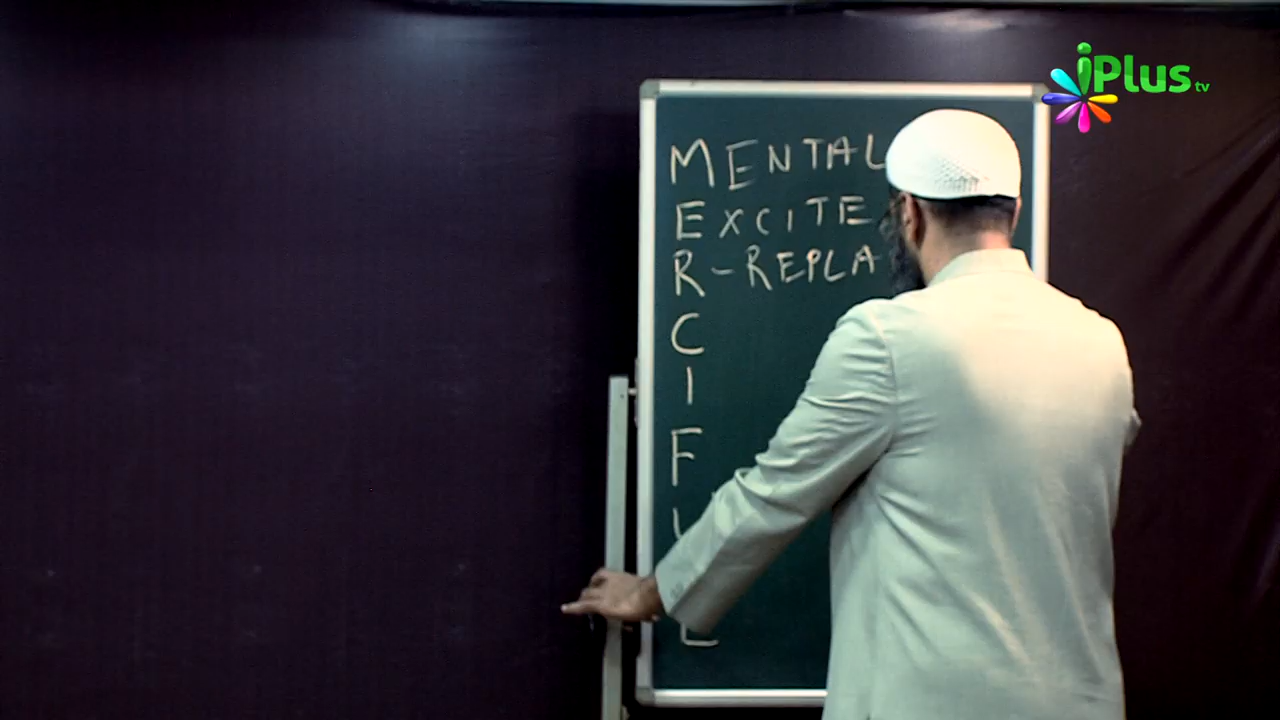 iPlus tv
MENTAL
EXCITE
R-REPLA
C
I
F
L